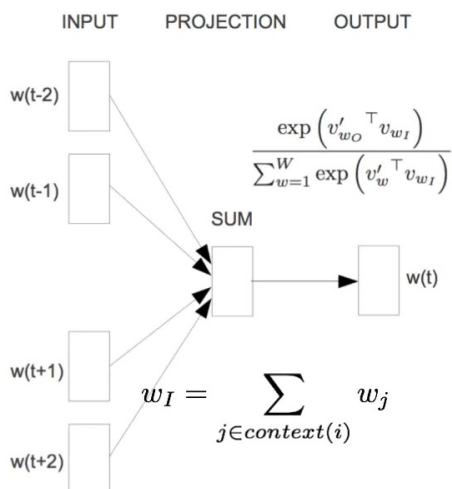 INPUT PROJECTION OUTPUT
w(t-2)
w(t-1)
exp (v′_{w_O}^⊤ v_{w_I})
∑_{w=1}^{W} exp (v′_w^⊤ v_{w_I})
SUM
w(t)
w(t+1)
w_I = ∑_{j∈context(i)} w_j
w(t+2)